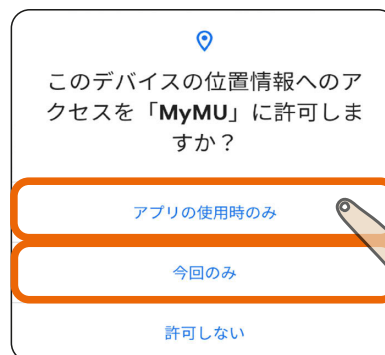 このデバイスの位置情報へのア
クセスを「MyMU」に許可しま
すか？
アプリの使用時のみ
今回のみ
許可しない